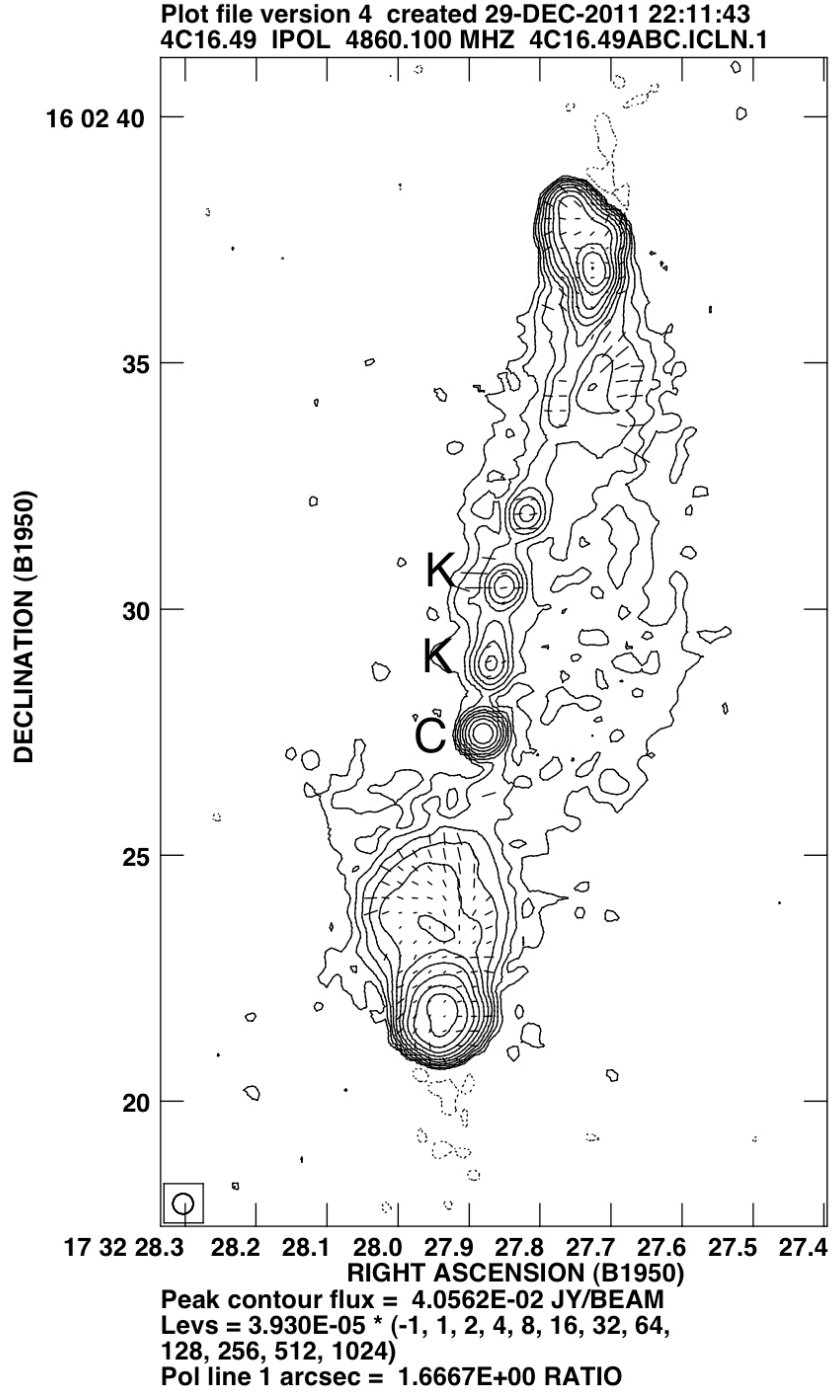 Plot file version 4 created 29-DEC-2011 22:11:43
4C16.49 IPOL 4860.100 MHZ 4C16.49ABC.ICLN.1
16 02 40
35
K
30
K
C
25
20
DECLINATION (B1950)
17 32 28.3 28.2 28.1 28.0 27.9 27.8 27.7 27.6 27.5 27.4
RIGHT ASCENSION (B1950)
Peak contour flux = 4.0562E-02 JY/BEAM
Levs = 3.930E-05 * (-1, 1, 2, 4, 8, 16, 32, 64,
128, 256, 512, 1024)
Pol line 1 arcsec = 1.6667E+00 RATIO